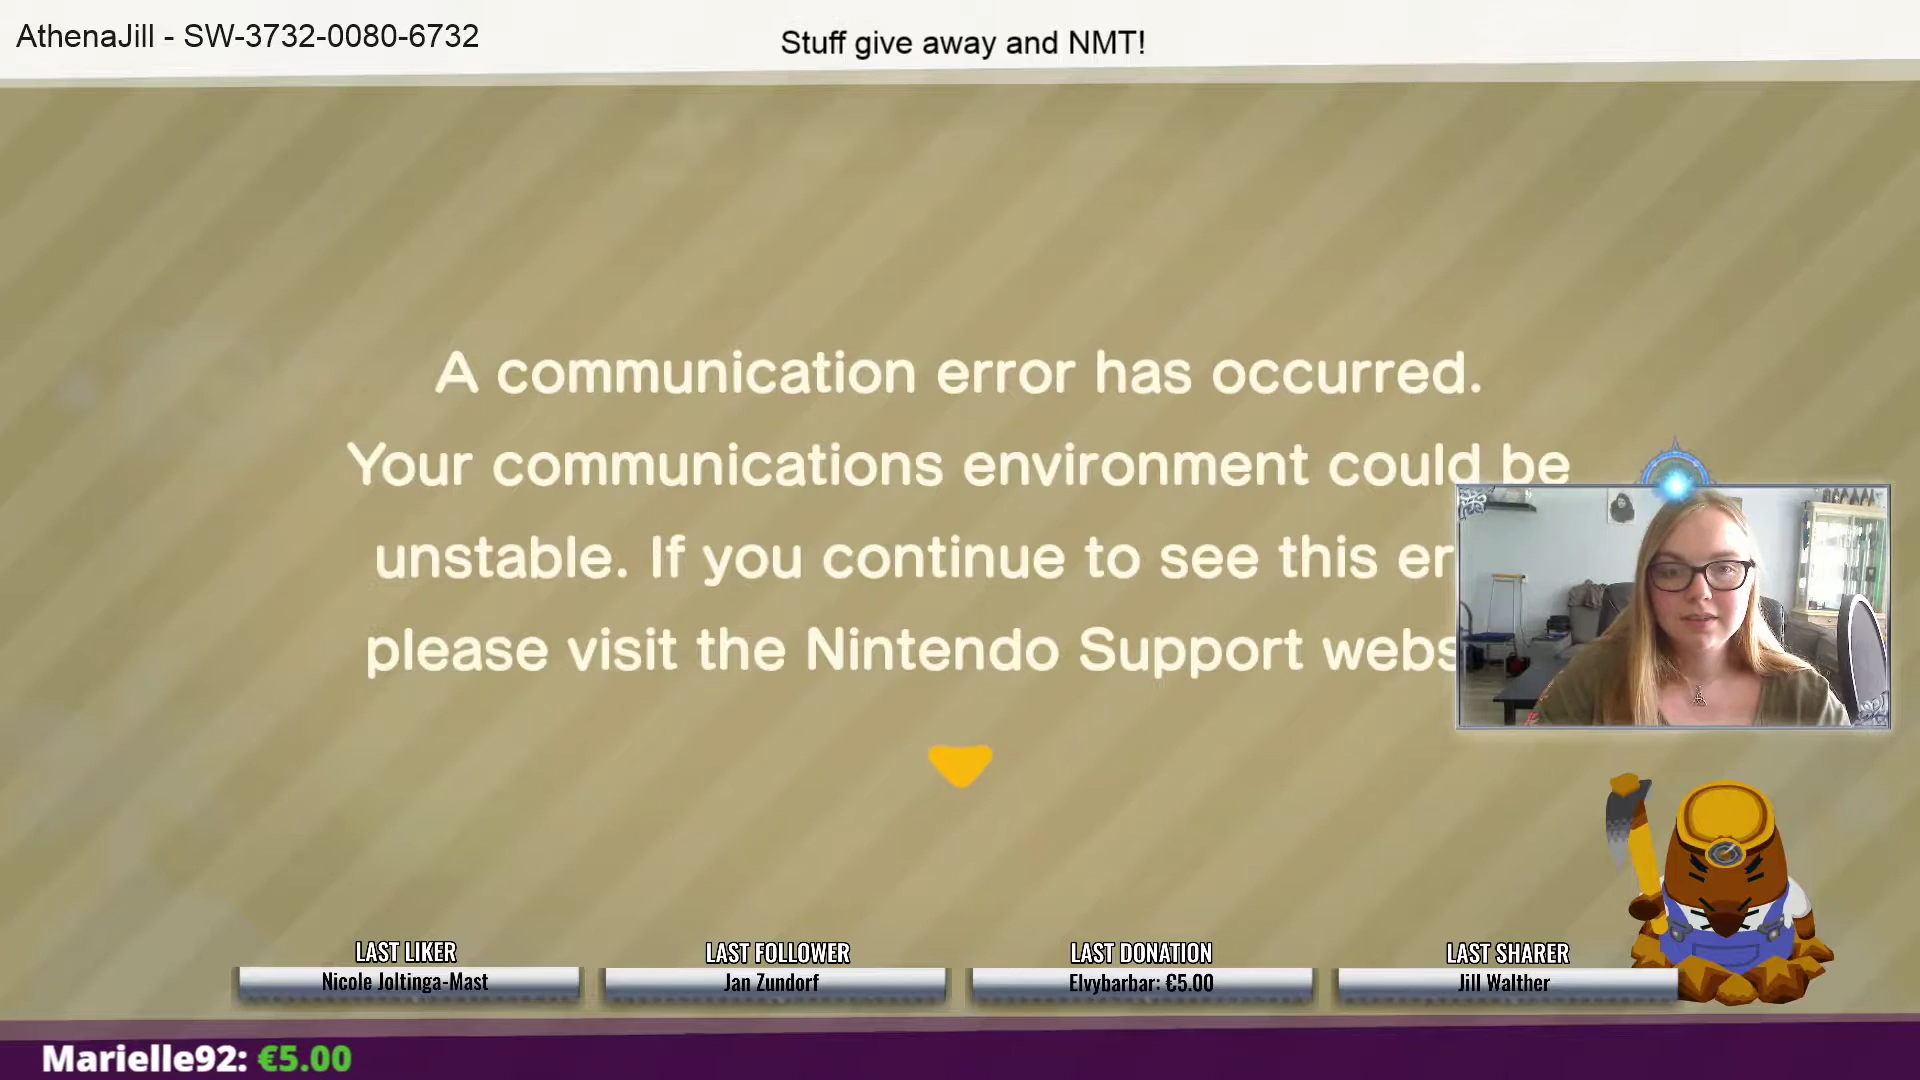 AthenaJill - SW-3732-0080-6732
Stuff give away and NMT!
A communication error has occurred.
Your communications environment could be
unstable. If you continue to see this er
please visit the Nintendo Support webs
LAST LIKER
Nicole Joltinga-Mast
LAST FOLLOWER
Jan Zundorf
LAST DONATION
Elvybarbar: €5.00
LAST SHARER
Jill Walther
Marielle92: €5.00